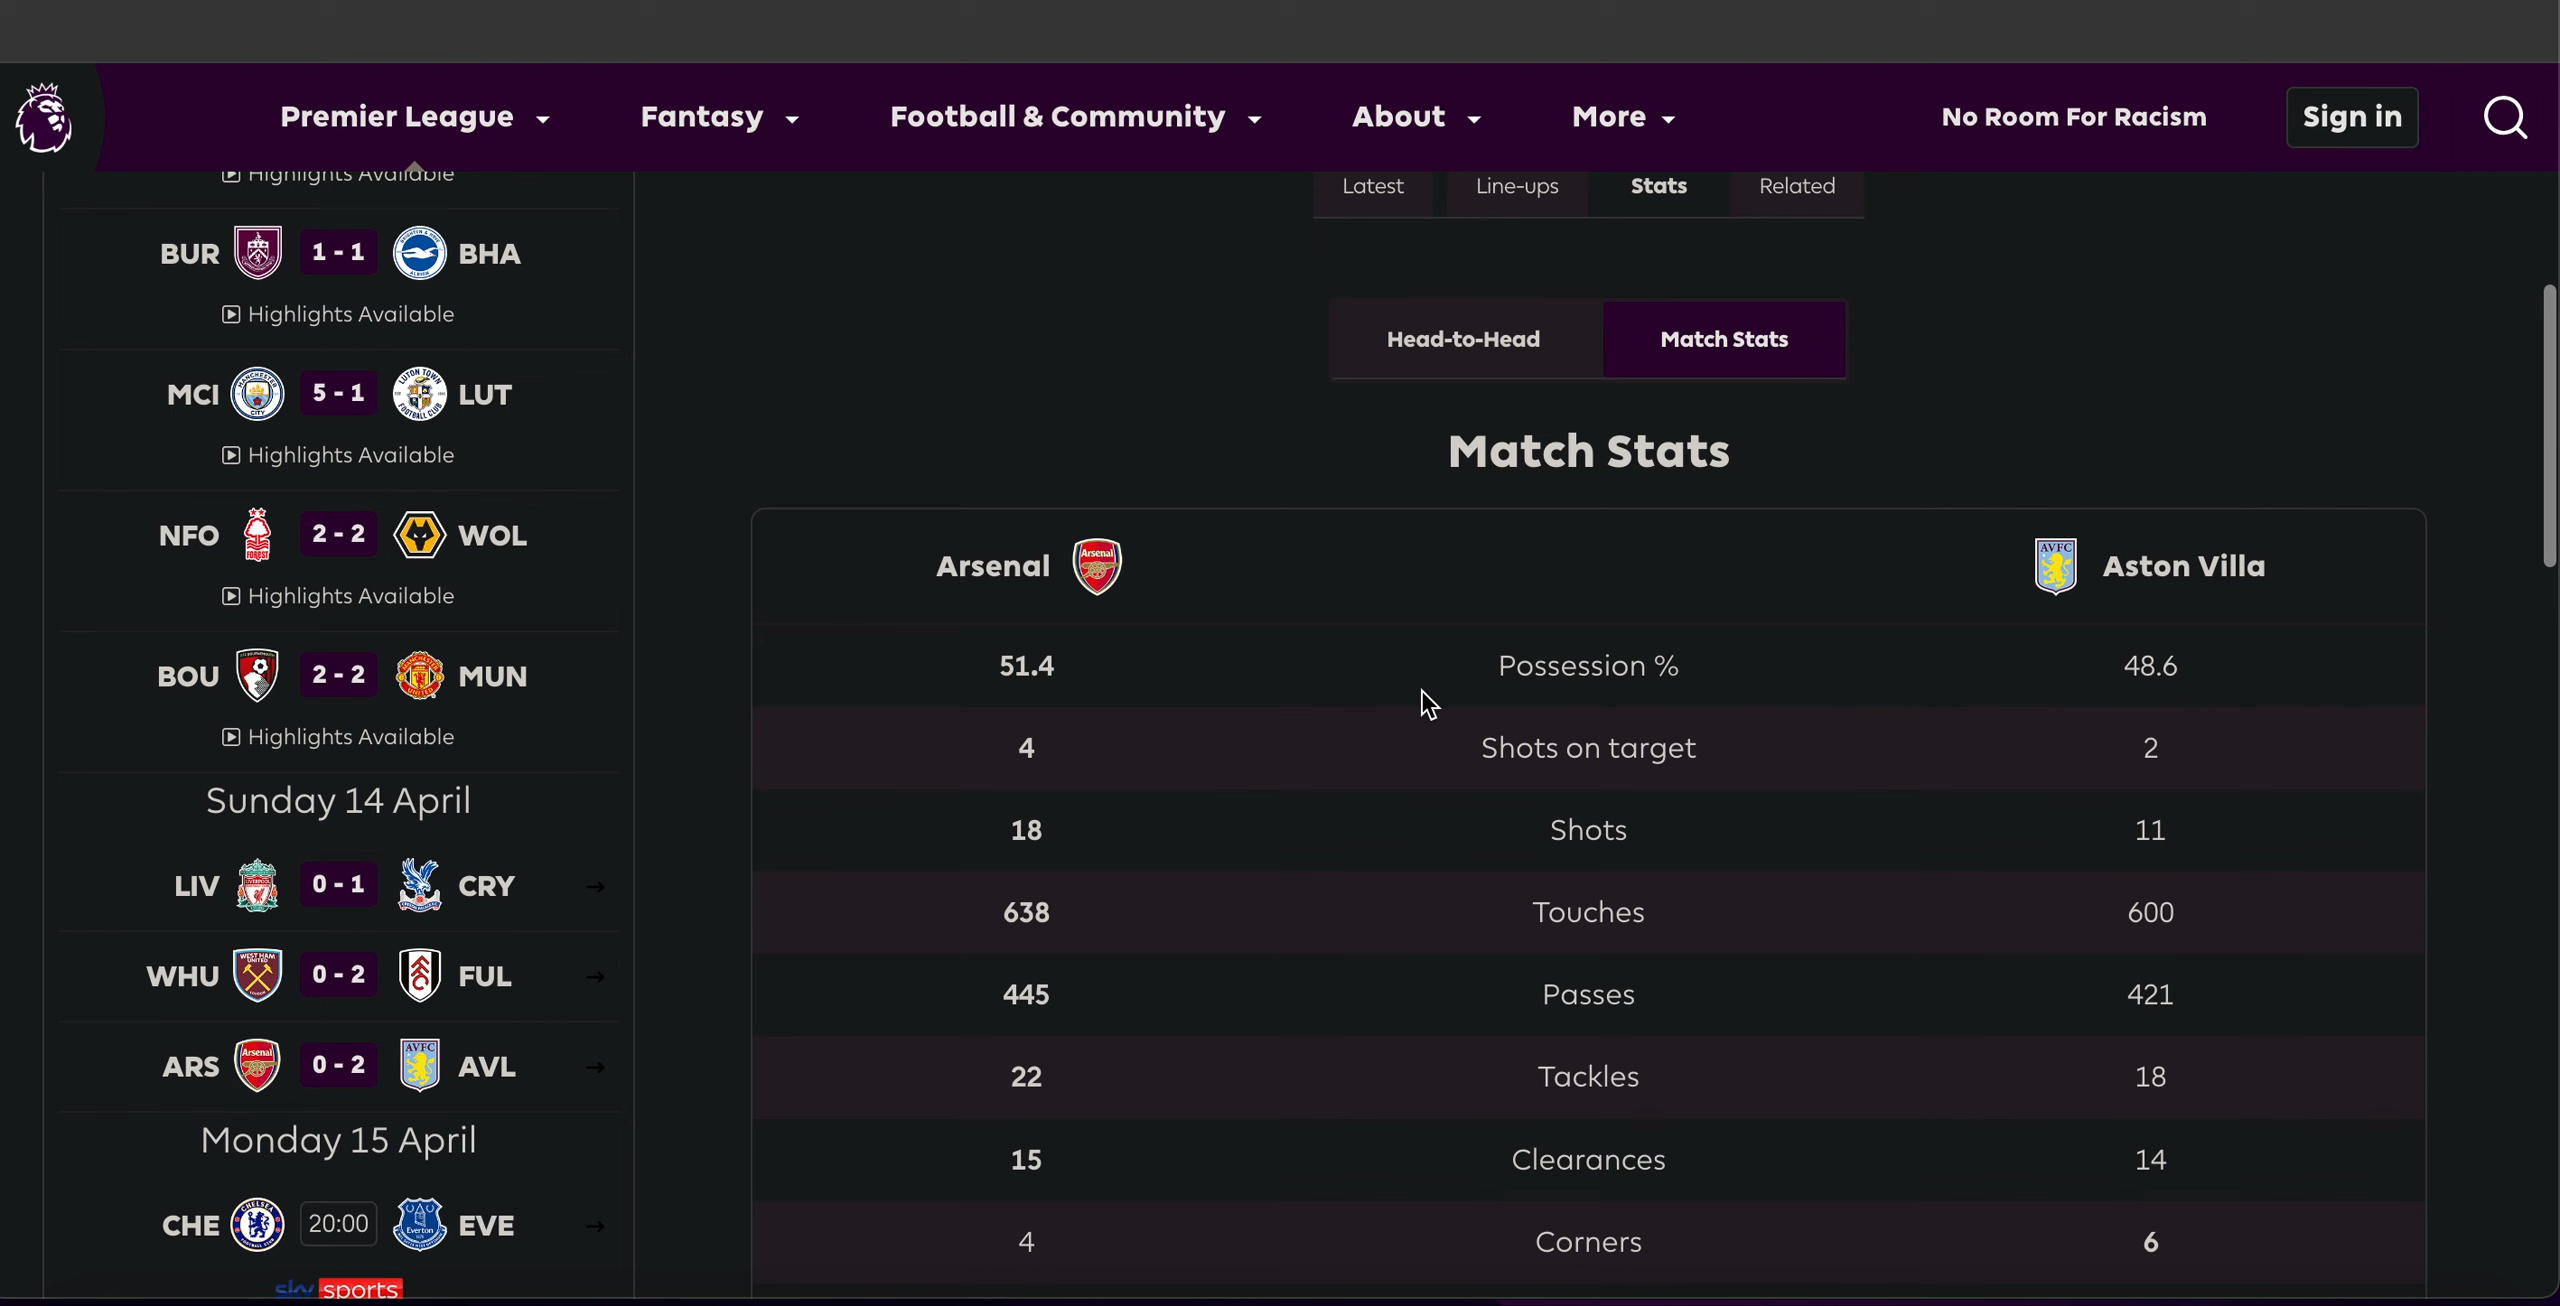 Premier League
Fantasy
Football & Community
About
More
No Room For Racism
Sign in
Highlights Available
BUR 1 - 1 BHA
Highlights Available
MCI 5 - 1 LUT
Highlights Available
NFO 2 - 2 WOL
Highlights Available
BOU 2 - 2 MUN
Highlights Available
Sunday 14 April
LIV 0 - 1 CRY →
WHU 0 - 2 FUL →
ARS 0 - 2 AVL →
Monday 15 April
CHE 20:00 EVE →
sky sports
Latest Line-ups Stats Related
Head-to-Head Match Stats
Match Stats
Arsenal Aston Villa
51.4 Possession % 48.6
4 Shots on target 2
18 Shots 11
638 Touches 600
445 Passes 421
22 Tackles 18
15 Clearances 14
4 Corners 6